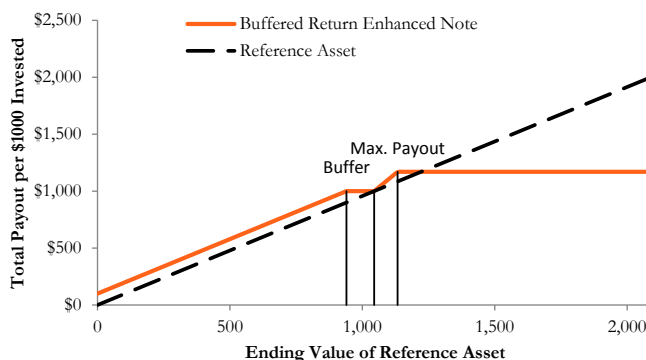 $2,500
$2,000
$1,500
$1,000
$500
$0
Total Payout per $1000 Invested
Buffered Return Enhanced Note
Reference Asset
Max. Payout
Buffer
0
500
1,000
1,500
2,000
Ending Value of Reference Asset